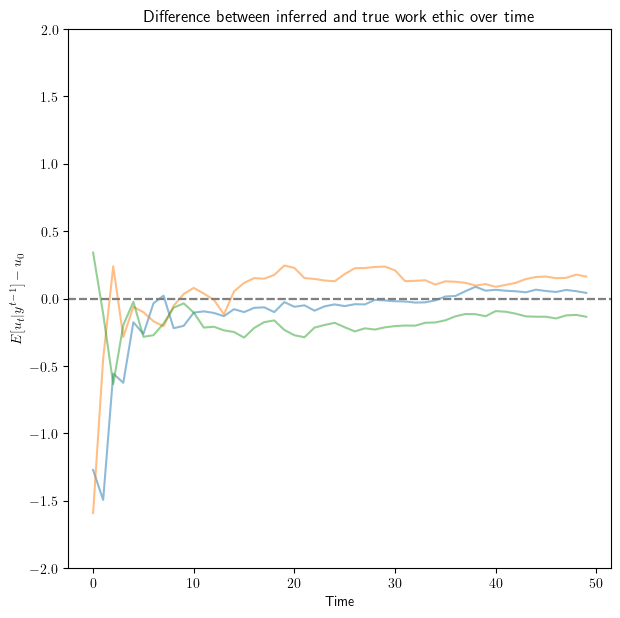 Difference between inferred and true work ethic over time
E[u_t|y^{t−1}] − u_0
2.0
1.5
1.0
0.5
0.0
−0.5
−1.0
−1.5
−2.0
0 10 20 30 40 50
Time